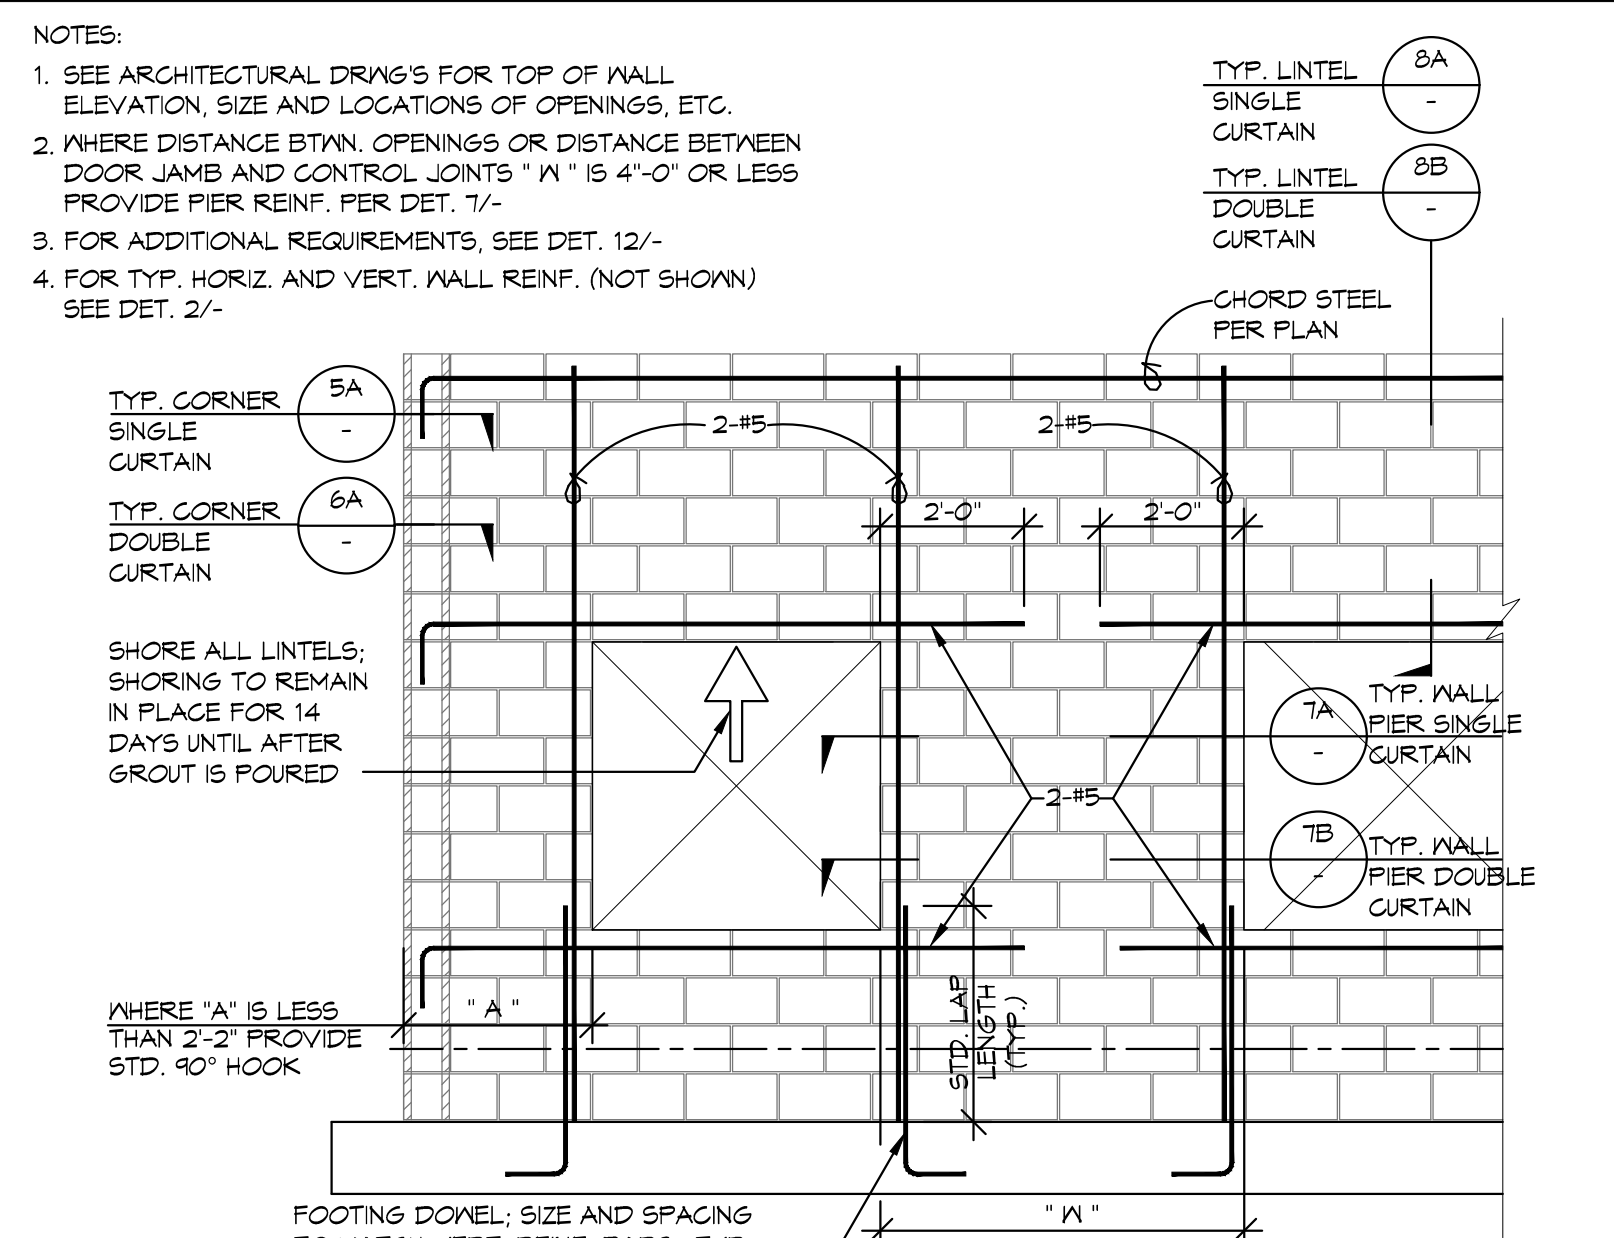 NOTES:
1. SEE ARCHITECTURAL DRWG'S FOR TOP OF WALL
ELEVATION, SIZE AND LOCATIONS OF OPENINGS, ETC.
2. WHERE DISTANCE BTWN. OPENINGS OR DISTANCE BETWEEN
DOOR JAMB AND CONTROL JOINTS " W " IS 4"-0" OR LESS
PROVIDE PIER REINF. PER DET. 7/-
3. FOR ADDITIONAL REQUIREMENTS, SEE DET. 12/-
4. FOR TYP. HORIZ. AND VERT. WALL REINF. (NOT SHOWN)
SEE DET. 2/-
TYP. LINTEL
SINGLE
CURTAIN
8A
-
TYP. LINTEL
DOUBLE
CURTAIN
8B
-
CHORD STEEL
PER PLAN
TYP. CORNER
SINGLE
CURTAIN
5A
-
TYP. CORNER
DOUBLE
CURTAIN
6A
-
2-#5
2-#5
2'-0"
2'-0"
SHORE ALL LINTELS;
SHORING TO REMAIN
IN PLACE FOR 14
DAYS UNTIL AFTER
GROUT IS POURED
7A
-
TYP. WALL
PIER SINGLE
CURTAIN
2-#5
7B
-
TYP. WALL
PIER DOUBLE
CURTAIN
WHERE "A" IS LESS
THAN 2'-2" PROVIDE
STD. 90° HOOK
" A "
STD. LAP
LENGTH
(TYP.)
FOOTING DOWEL; SIZE AND SPACING
" W "